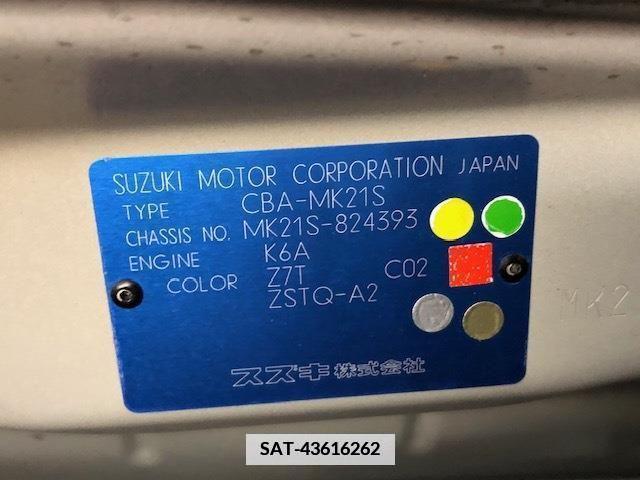 SUZUKI MOTOR CORPORATION JAPAN
TYPE CBA-MK21S
CHASSIS NO. MK21S-824393
ENGINE K6A
COLOR Z7T C02
ZSTQ-A2
スズキ株式会社
MK2
SAT-43616262